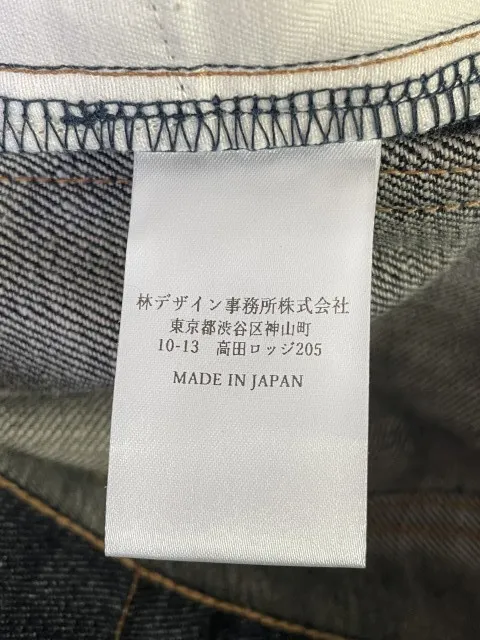 林デザイン事務所株式会社
東京都渋谷区神山町
10-13　高田ロッジ205
MADE IN JAPAN